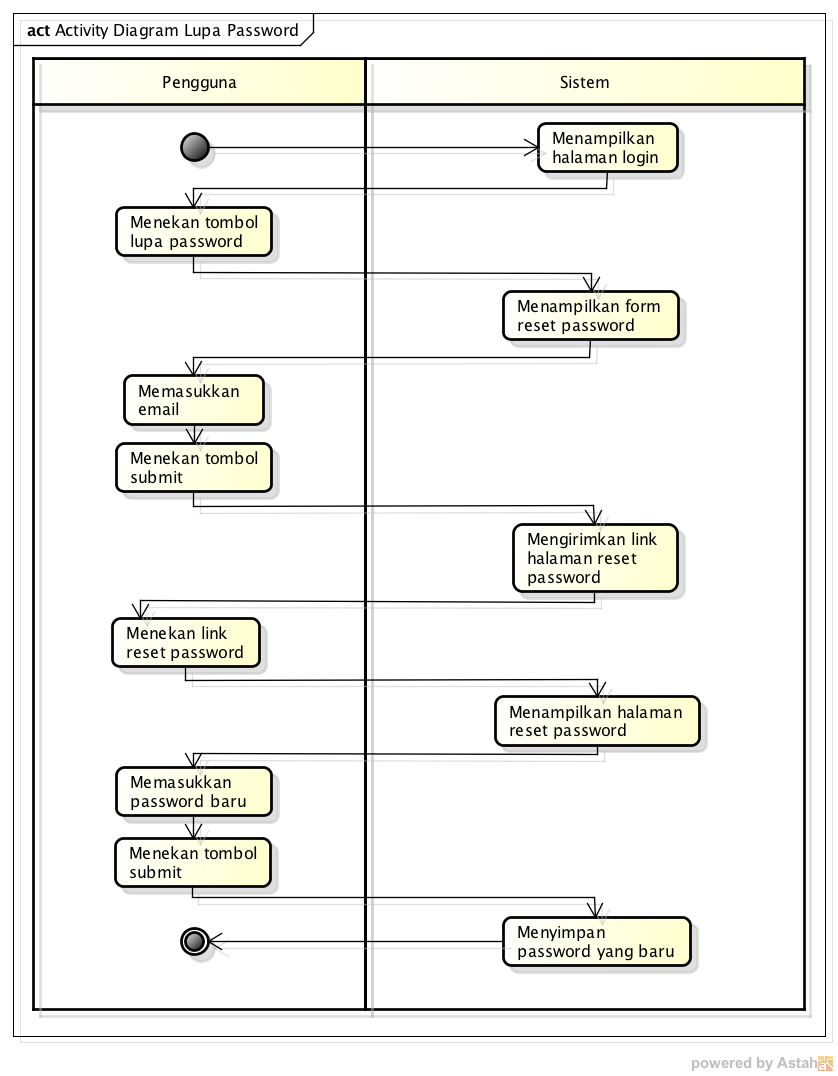 act Activity Diagram Lupa Password
Pengguna
Sistem
Menampilkan
halaman login
Menekan tombol
lupa password
Menampilkan form
reset password
Memasukkan
email
Menekan tombol
submit
Mengirimkan link
halaman reset
password
Menekan link
reset password
Menampilkan halaman
reset password
Memasukkan
password baru
Menekan tombol
submit
Menyimpan
password yang baru
powered by Astah